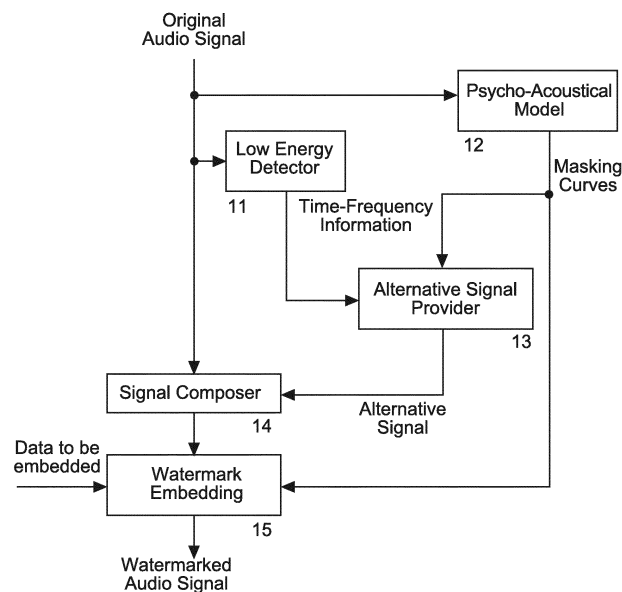 Original
Audio Signal
Psycho-Acoustical
Model
12
Low Energy
Detector
11
Masking
Curves
Time-Frequency
Information
Alternative Signal
Provider
13
Signal Composer
14
Alternative
Signal
Data to be
embedded
Watermark
Embedding
15
Watermarked
Audio Signal